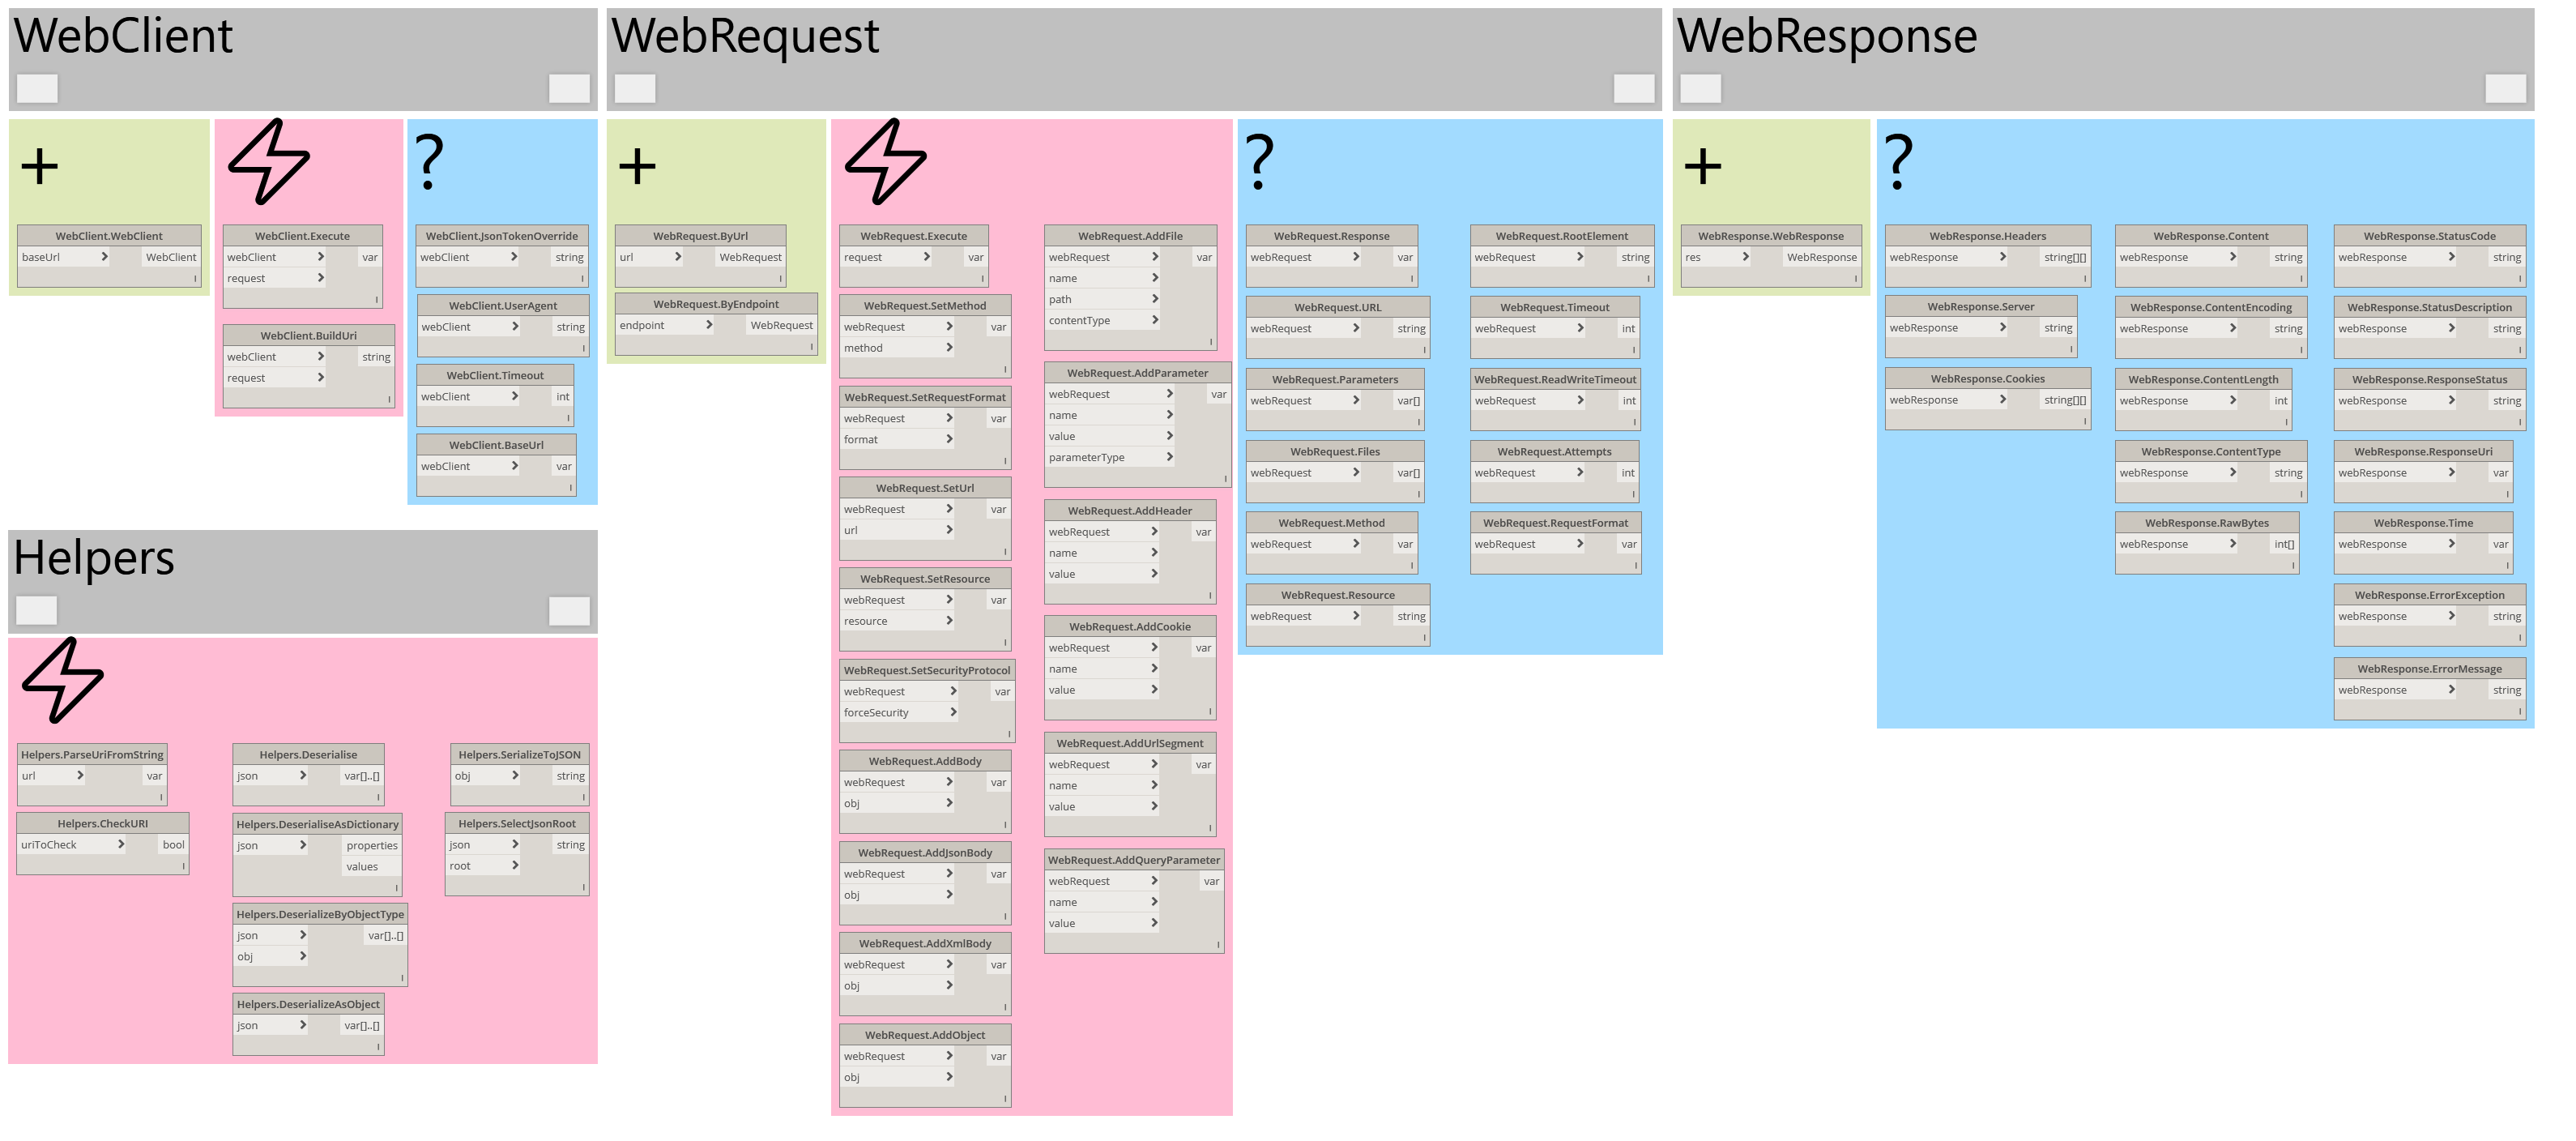 WebClient
+
?
WebClient.WebClient
baseUrl > WebClient
WebClient.Execute
webClient > var
request >
WebClient.BuildUri
webClient > string
request >
WebClient.JsonTokenOverride
webClient > string
WebClient.UserAgent
webClient > string
WebClient.Timeout
webClient > int
WebClient.BaseUrl
webClient > var
Helpers
Helpers.ParseUriFromString
url > var
Helpers.CheckURI
uriToCheck > bool
Helpers.Deserialise
json > var[]..[]
Helpers.DeserialiseAsDictionary
json > properties
values
Helpers.DeserializeByObjectType
json > var[]..[]
obj >
Helpers.DeserializeAsObject
json > var[]..[]
Helpers.SerializeToJSON
obj > string
Helpers.SelectJsonRoot
json > string
root >
WebRequest
+
?
WebRequest.ByUrl
url > WebRequest
WebRequest.ByEndpoint
endpoint > WebRequest
WebRequest.Execute
request > var
WebRequest.SetMethod
webRequest > var
method >
WebRequest.SetRequestFormat
webRequest > var
format >
WebRequest.SetUrl
webRequest > var
url >
WebRequest.SetResource
webRequest > var
resource >
WebRequest.SetSecurityProtocol
webRequest > var
forceSecurity >
WebRequest.AddBody
webRequest > var
obj >
WebRequest.AddJsonBody
webRequest > var
obj >
WebRequest.AddXmlBody
webRequest > var
obj >
WebRequest.AddObject
webRequest > var
obj >
WebRequest.AddFile
webRequest > var
name >
path >
contentType >
WebRequest.AddParameter
webRequest > var
name >
value >
parameterType >
WebRequest.AddHeader
webRequest > var
name >
value >
WebRequest.AddCookie
webRequest > var
name >
value >
WebRequest.AddUrlSegment
webRequest > var
name >
value >
WebRequest.AddQueryParameter
webRequest > var
name >
value >
WebRequest.Response
webRequest > var
WebRequest.URL
webRequest > string
WebRequest.Parameters
webRequest > var[]
WebRequest.Files
webRequest > var[]
WebRequest.Method
webRequest > var
WebRequest.Resource
webRequest > string
WebRequest.RootElement
webRequest > string
WebRequest.Timeout
webRequest > int
WebRequest.ReadWriteTimeout
webRequest > int
WebRequest.Attempts
webRequest > int
WebRequest.RequestFormat
webRequest > var
WebResponse
+
?
WebResponse.WebResponse
res > WebResponse
WebResponse.Headers
webResponse > string[][]
WebResponse.Server
webResponse > string
WebResponse.Cookies
webResponse > string[][]
WebResponse.Content
webResponse > string
WebResponse.ContentEncoding
webResponse > string
WebResponse.ContentLength
webResponse > int
WebResponse.ContentType
webResponse > string
WebResponse.RawBytes
webResponse > int[]
WebResponse.StatusCode
webResponse > string
WebResponse.StatusDescription
webResponse > string
WebResponse.ResponseStatus
webResponse > string
WebResponse.ResponseUri
webResponse > var
WebResponse.Time
webResponse > var
WebResponse.ErrorException
webResponse > string
WebResponse.ErrorMessage
webResponse > string